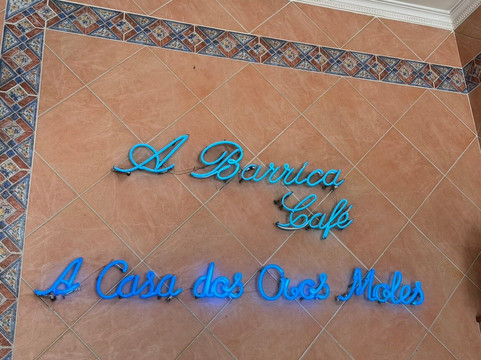 A Barrica
Café
A Casa dos Ovos Moles